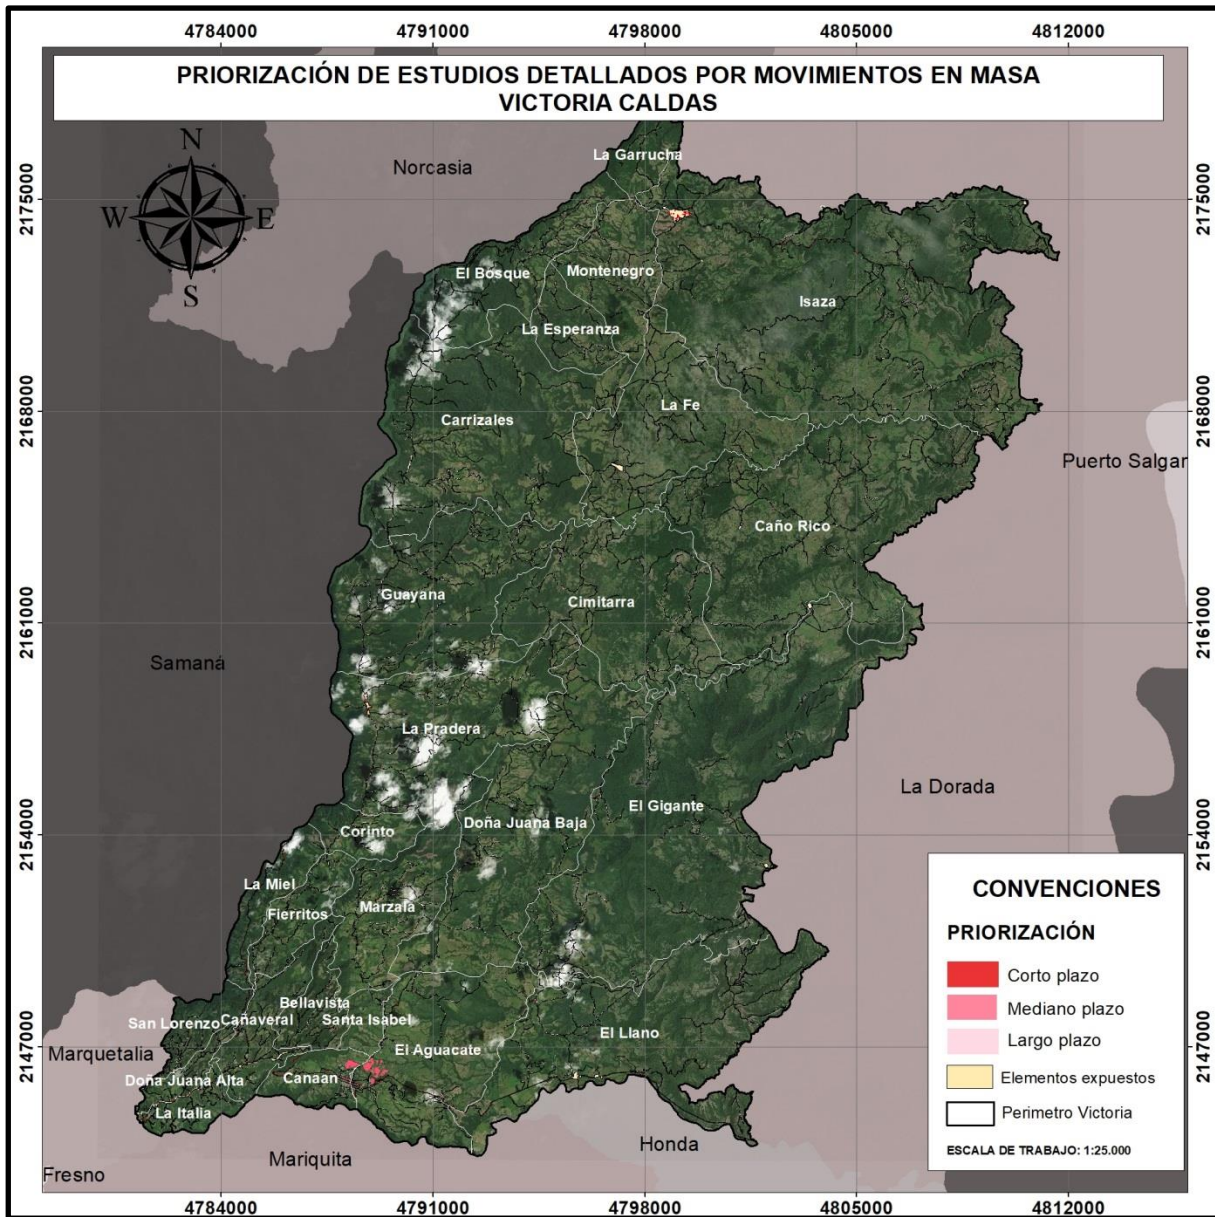 4784000 4791000 4798000 4805000 4812000
PRIORIZACIÓN DE ESTUDIOS DETALLADOS POR MOVIMIENTOS EN MASA
VICTORIA CALDAS
N
W E
S
2175000 2175000
2168000 2168000
2161000 2161000
2154000 2154000
2147000 2147000
La Garrucha
Norcasia
El Bosque
Montenegro
Isaza
La Esperanza
La Fe
Carrizales
Puerto Salgar
Caño Rico
Guayana
Cimitarra
Samaná
La Pradera
La Dorada
El Gigante
Corinto
Doña Juana Baja
La Miel
Marzala
Fierritos
Bellavista
San Lorenzo
Cañaveral
Santa Isabel
El Llano
Marquetalia
El Aguacate
Doña Juana Alta
Canaan
La Italia
Honda
Mariquita
Fresno
CONVENCIONES
PRIORIZACIÓN
Corto plazo
Mediano plazo
Largo plazo
Elementos expuestos
Perimetro Victoria
ESCALA DE TRABAJO: 1:25.000
4784000 4791000 4798000 4805000 4812000